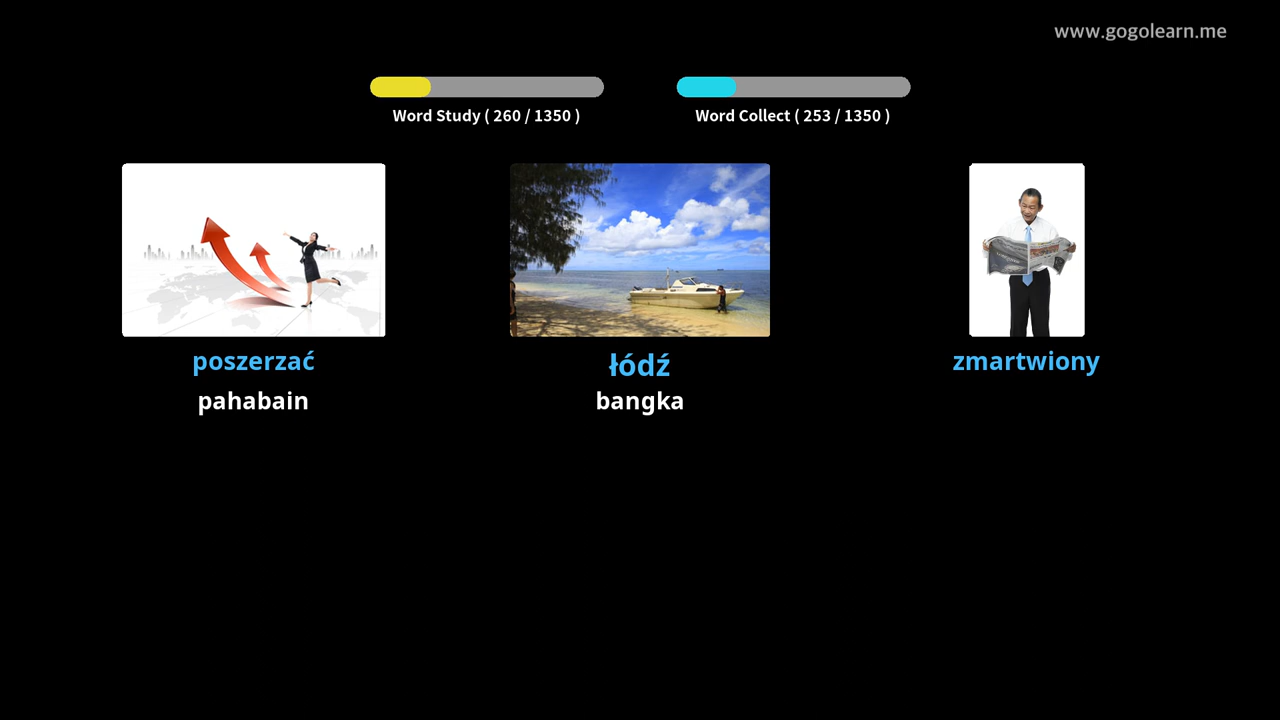 www.gogolearn.me
Word Study ( 260 / 1350 )
Word Collect ( 253 / 1350 )
poszerzać
łódź
zmartwiony
pahabain
bangka